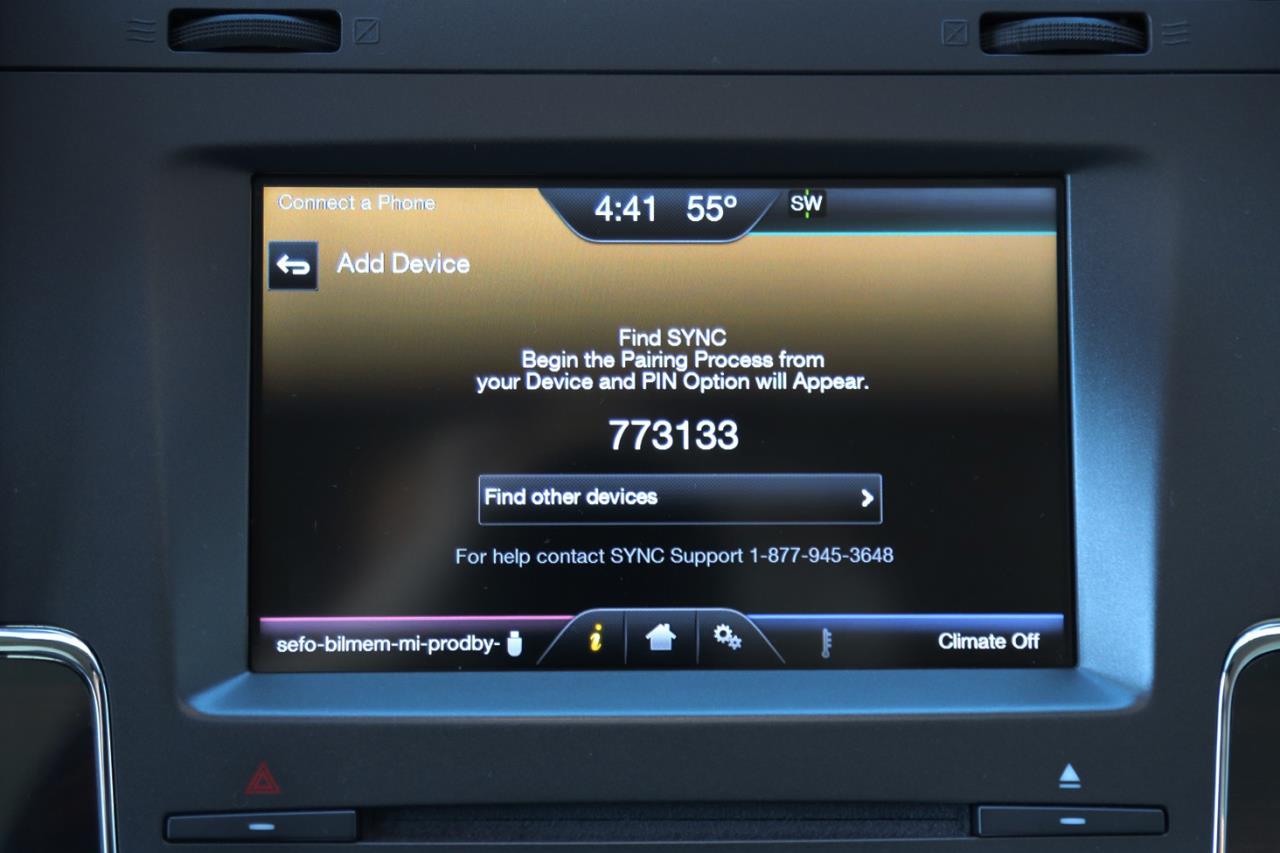 Connect a Phone
4:41 55° SW
Add Device
Find SYNC
Begin the Pairing Process from
your Device and PIN Option will Appear.
773133
Find other devices
For help contact SYNC Support 1-877-945-3648
sefo-bilmem-mi-prodby-
i
Climate Off